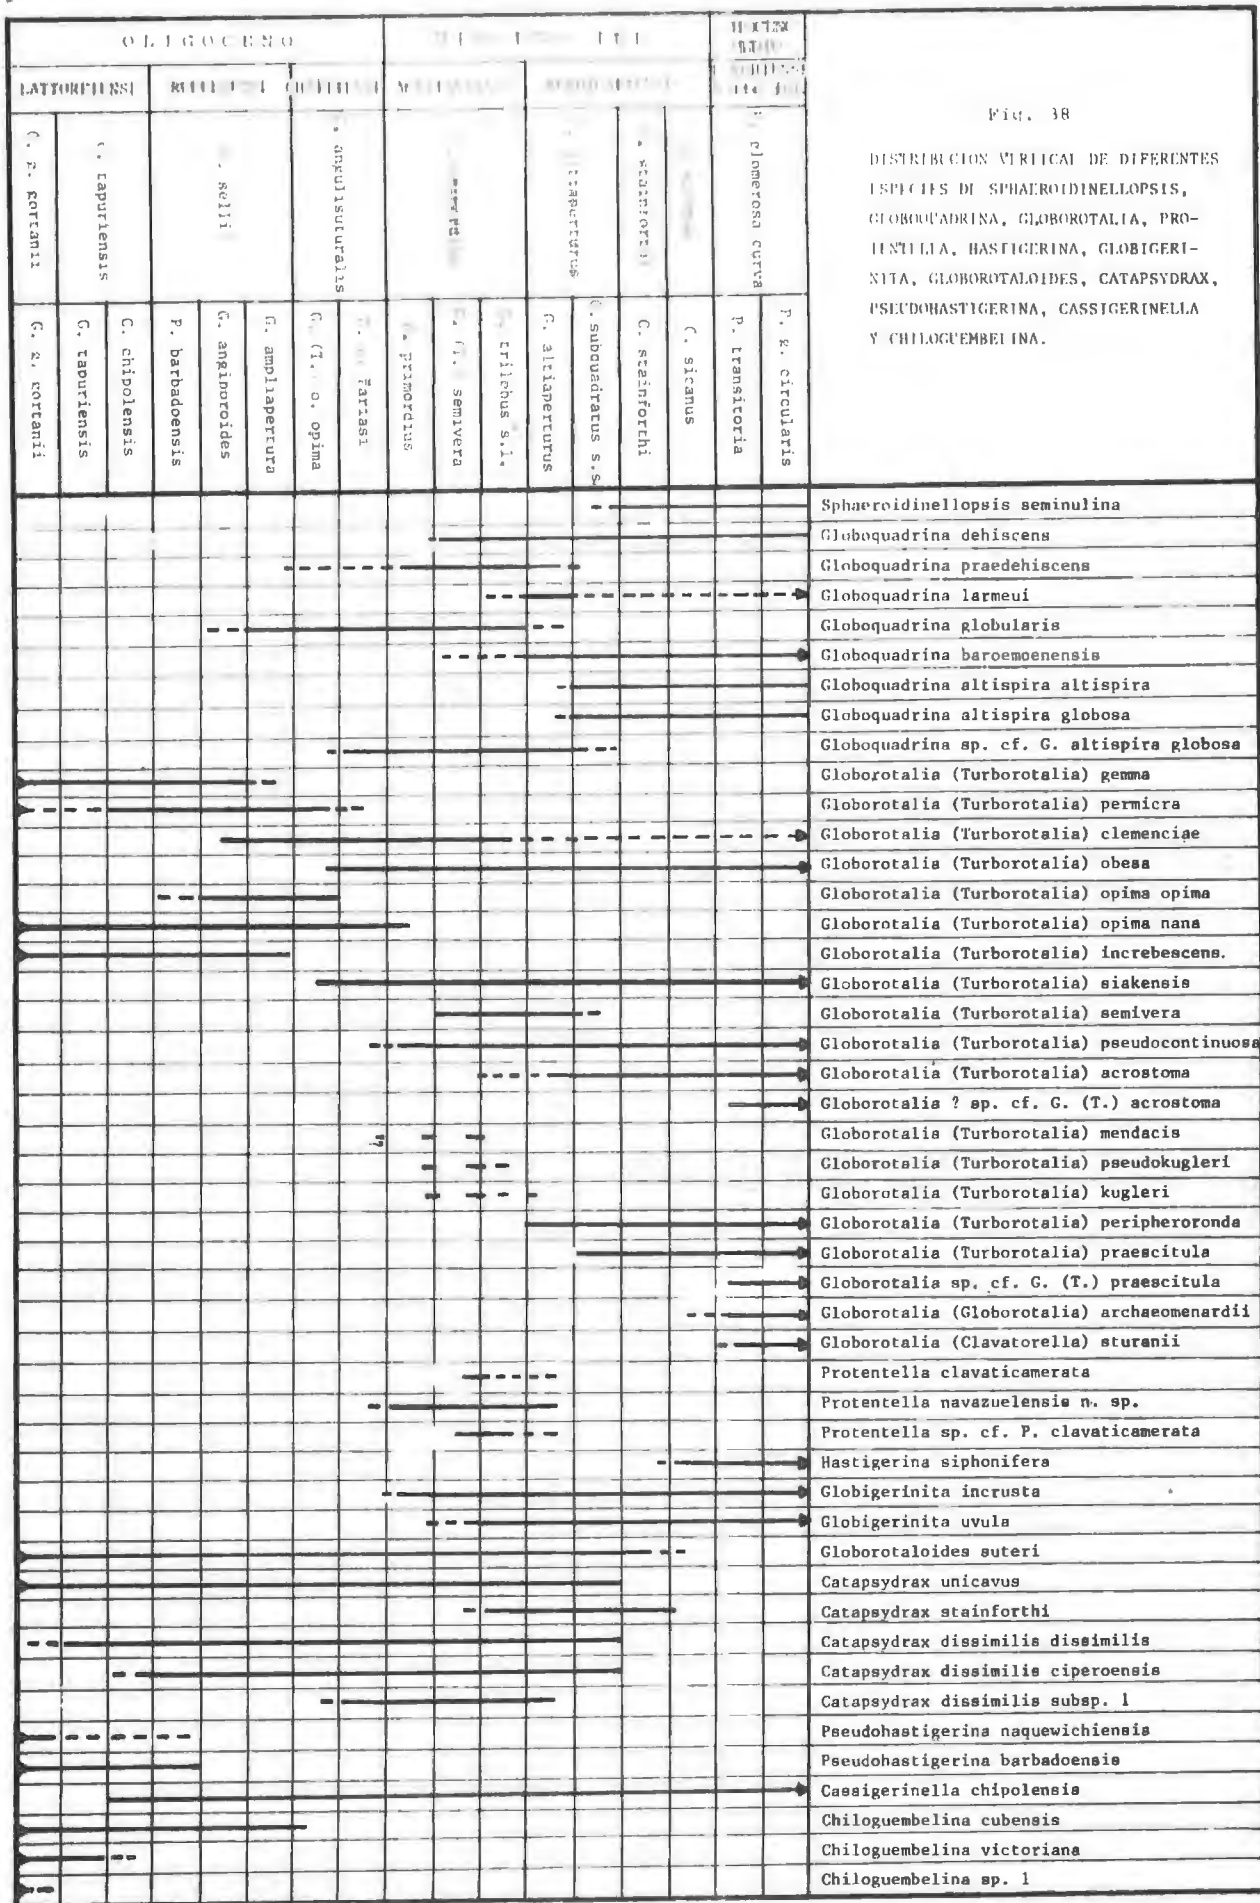 OLIGOCENO
Fig. 38
DISTRIBUCION VERTICAL DE DIFERENTES
ESPECIES DE SPHAEROIDINELLOPSIS,
GLOBOQUADRINA, GLOBOROTALIA, PRO-
TENTELLA, HASTIGERINA, GLOBIGERI-
NITA, GLOBOROTALOIDES, CATAPSYDRAX,
PSEUDOHASTIGERINA, CASSIGERINELLA
Y CHILOGUEMBELINA.
G. g. gortanii
tapuriensis
sellii
angulisuturalis
glomerosa curva
G. g. gortanii
G. tapuriensis
C. chipolensis
P. barbadoensis
G. angiporoides
G. ampliapertura
G. (T.) o. opima
primordius
semivera
trilobus s.l.
G. altiaperturus
G. subquadratus s.s.
C. stainforthi
G. sicanus
P. transitoria
P. g. circularis
Sphaeroidinellopsis seminulina
Globoquadrina dehiscens
Globoquadrina praedehiscens
Globoquadrina larmeui
Globoquadrina globularis
Globoquadrina baroemoenensis
Globoquadrina altispira altispira
Globoquadrina altispira globosa
Globoquadrina sp. cf. G. altispira globosa
Globorotalia (Turborotalia) gemma
Globorotalia (Turborotalia) permicra
Globorotalia (Turborotalia) clemenciae
Globorotalia (Turborotalia) obesa
Globorotalia (Turborotalia) opima opima
Globorotalia (Turborotalia) opima nana
Globorotalia (Turborotalia) increbescens.
Globorotalia (Turborotalia) siakensis
Globorotalia (Turborotalia) semivera
Globorotalia (Turborotalia) pseudocontinuosa
Globorotalia (Turborotalia) acrostoma
Globorotalia ? sp. cf. G. (T.) acrostoma
? Globorotalia (Turborotalia) mendacis
Globorotalia (Turborotalia) pseudokugleri
Globorotalia (Turborotalia) kugleri
Globorotalia (Turborotalia) peripheroronda
Globorotalia (Turborotalia) praescitula
Globorotalia sp. cf. G. (T.) praescitula
Globorotalia (Globorotalia) archaeomenardii
Globorotalia (Clavatorella) sturanii
Protentella clavaticamerata
Protentella navazuelensis n. sp.
Protentella sp. cf. P. clavaticamerata
Hastigerina siphonifera
Globigerinita incrusta
Globigerinita uvula
Globorotaloides suteri
Catapsydrax unicavus
Catapsydrax stainforthi
Catapsydrax dissimilis dissimilis
Catapsydrax dissimilis ciperoensis
Catapsydrax dissimilis subsp. 1
Pseudohastigerina naquewichiensis
Pseudohastigerina barbadoensis
Cassigerinella chipolensis
Chiloguembelina cubensis
Chiloguembelina victoriana
Chiloguembelina sp. 1